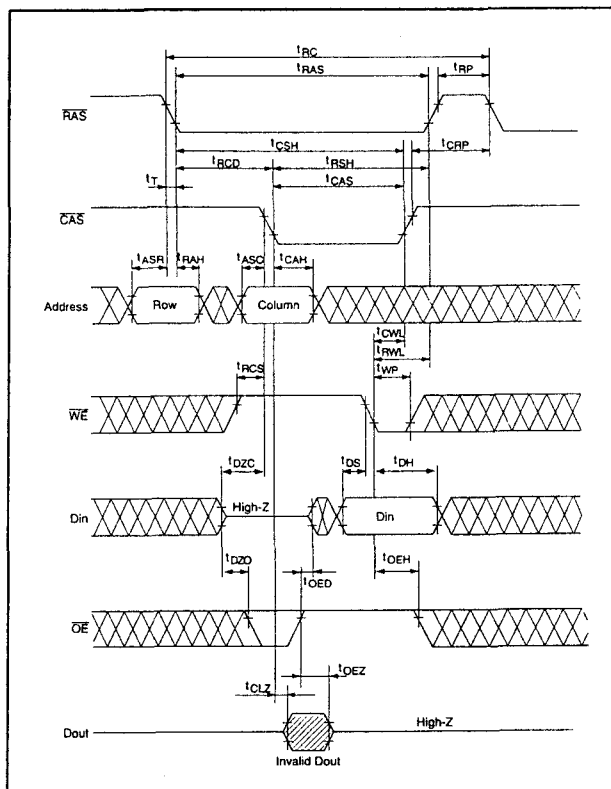 tRC
tRAS
tRP
RAS
tCSH
tCRP
tRCD
tRSH
tT
tCAS
CAS
tASR
tRAH
tASC
tCAH
Address
Row
Column
tCWL
tRWL
tRCS
tWP
WE
tDZC
tDS
tDH
High-Z
Din
Din
tDZO
tOED
tOEH
OE
tOEZ
tCLZ
High-Z
Dout
Invalid Dout